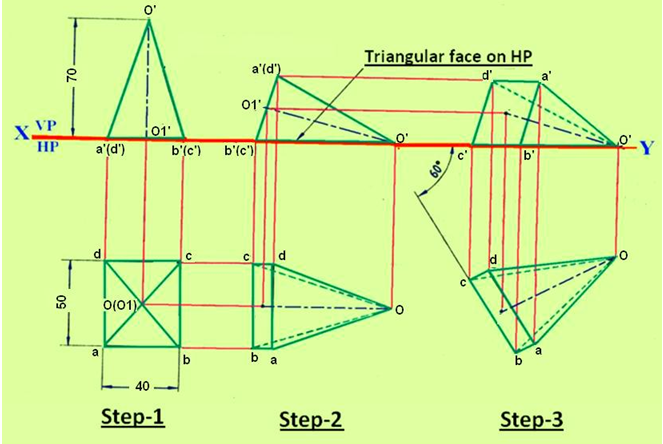 O'
70
O1'
X VP
HP
a'(d')
b'(c')
a'(d')
Triangular face on HP
O1'
O'
b'(c')
d'
a'
O'
Y
c'
b'
60°
d
c
O(O1)
50
a
b
40
c
d
O
b
a
O
d
c
a
b
Step-1
Step-2
Step-3